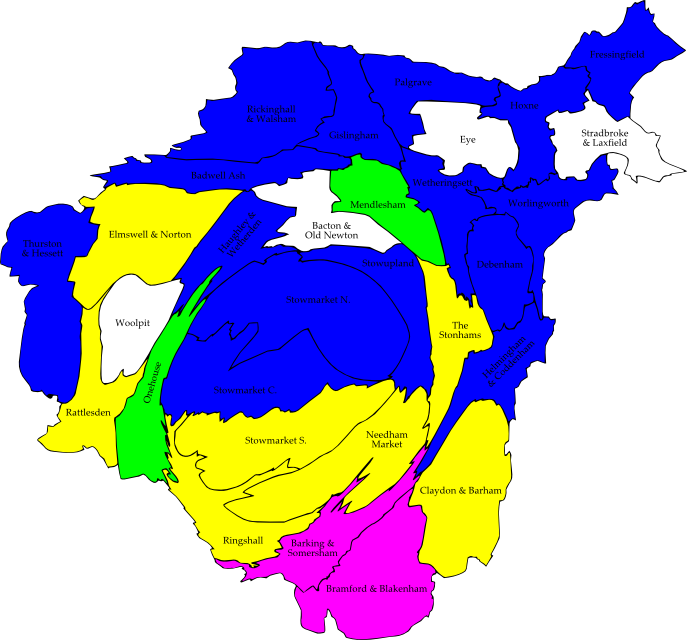 Fressingfield
Palgrave
Hoxne
Rickinghall
& Walsham
Gislingham
Eye
Stradbroke
& Laxfield
Badwell Ash
Wetheringsett
Worlingworth
Mendlesham
Elmswell & Norton
Haughley &
Wetherden
Bacton &
Old Newton
Thurston
& Hessett
Stowupland
Debenham
Stowmarket N.
Woolpit
The
Stonhams
Helmingham
& Coddenham
Onehouse
Stowmarket C.
Rattlesden
Stowmarket S.
Needham
Market
Claydon & Barham
Ringshall
Barking &
Somersham
Bramford & Blakenham